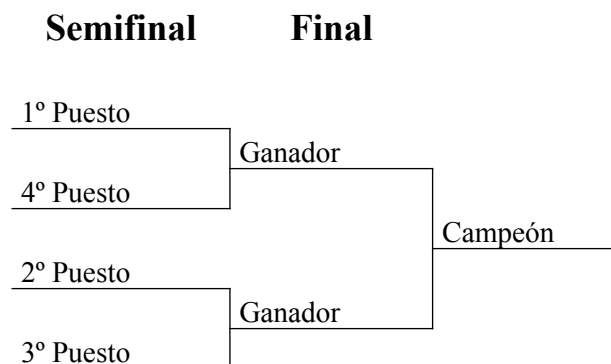 Semifinal Final
1º Puesto
Ganador
4º Puesto
Campeón
2º Puesto
Ganador
3º Puesto